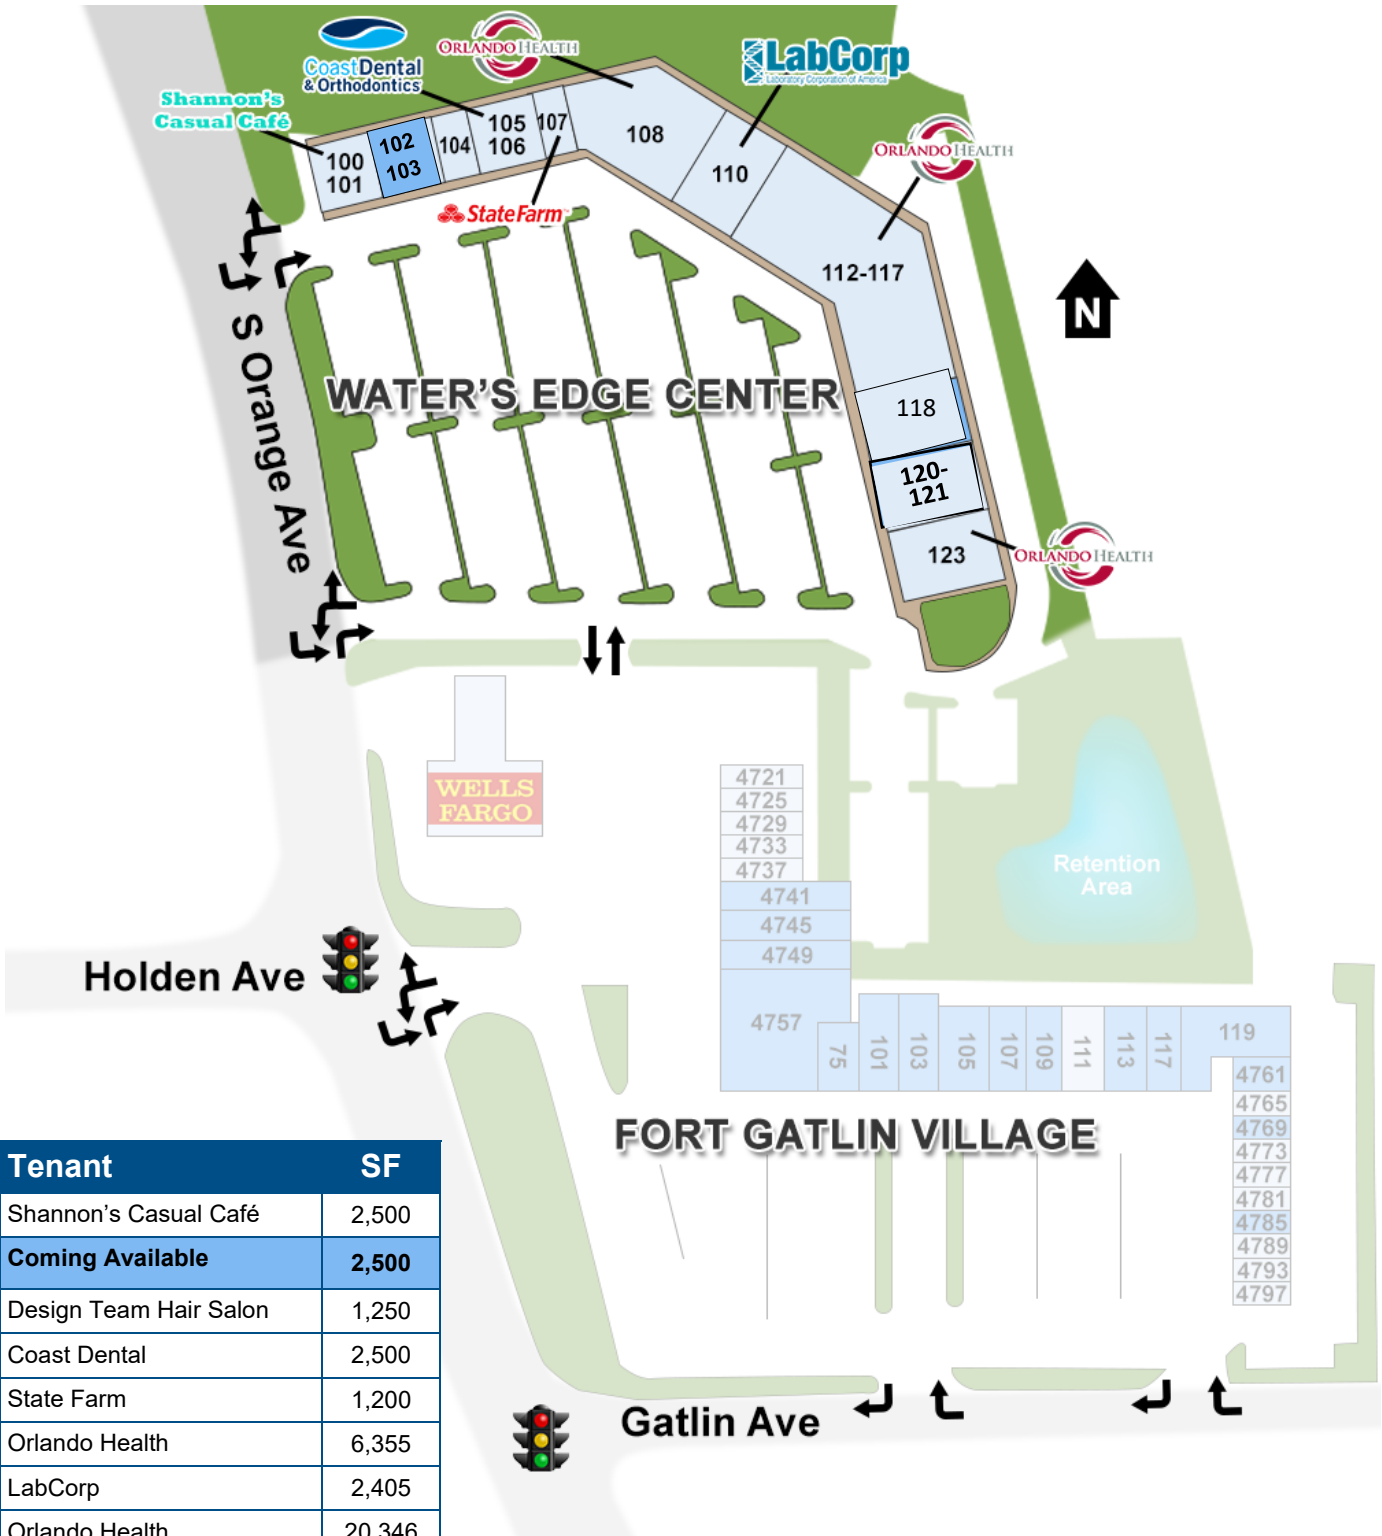 CoastDental
& Orthodontics
ORLANDO HEALTH
LabCorp
Laboratory Corporation of America
Shannon's
Casual Café
100
101
102
103
104
105
106
107
108
110
ORLANDO HEALTH
StateFarm™
112-117
N
S Orange Ave
WATER'S EDGE CENTER
118
120-
121
123
ORLANDO HEALTH
WELLS
FARGO
4721
4725
4729
4733
4737
4741
4745
4749
4757
Retention
Area
Holden Ave
75
101
103
105
107
109
111
113
117
119
4761
4765
4769
4773
4777
4781
4785
4789
4793
4797
FORT GATLIN VILLAGE
Gatlin Ave
Tenant SF
Shannon's Casual Café 2,500
Coming Available 2,500
Design Team Hair Salon 1,250
Coast Dental 2,500
State Farm 1,200
Orlando Health 6,355
LabCorp 2,405
Orlando Health 20,346